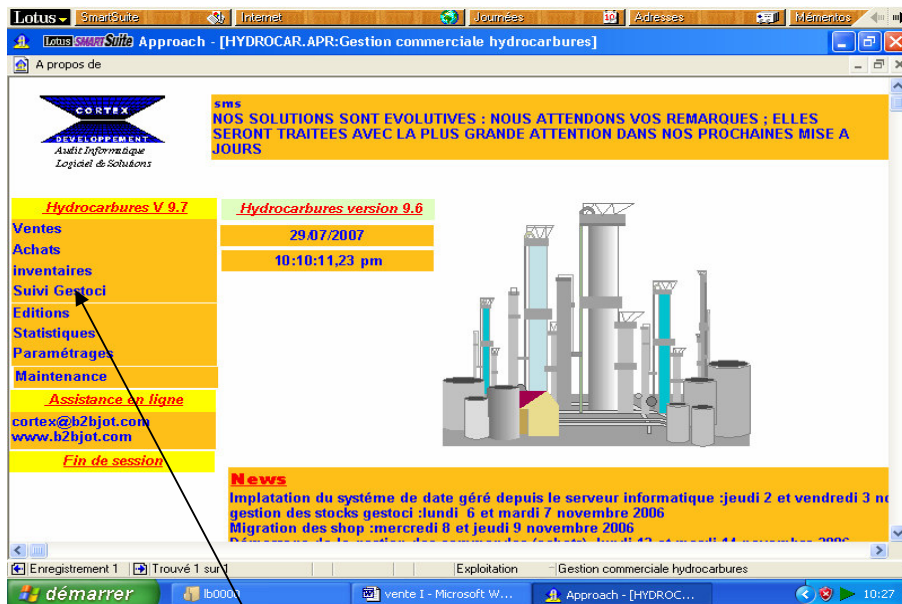 Lotus SmartSuite Internet Journées Adresses Mémentos
Lotus SMARTSuite Approach - [HYDROCAR.APR:Gestion commerciale hydrocarbures]
A propos de
CORTEX
DEVELOPPEMENT
Audit Informatique
Logiciel & Solutions
sms
NOS SOLUTIONS SONT EVOLUTIVES : NOUS ATTENDONS VOS REMARQUES ; ELLES
SERONT TRAITEES AVEC LA PLUS GRANDE ATTENTION DANS NOS PROCHAINES MISE A
JOURS
Hydrocarbures V 9.7
Ventes
Achats
inventaires
Suivi Gestoci
Editions
Statistiques
Paramétrages
Maintenance
Assistance en ligne
cortex@b2bjot.com
www.b2bjot.com
Fin de session
Hydrocarbures version 9.6
29/07/2007
10:10:11,23 pm
News
Implatation du systéme de date géré depuis le serveur informatique :jeudi 2 et vendredi 3 no
gestion des stocks gestoci :lundi 6 et mardi 7 novembre 2006
Migration des shop :mercredi 8 et jeudi 9 novembre 2006
Enregistrement 1 Trouvé 1 sur 1 Exploitation Gestion commerciale hydrocarbures
démarrer lb0000 vente I - Microsoft W... Approach - [HYDROC... 10:27